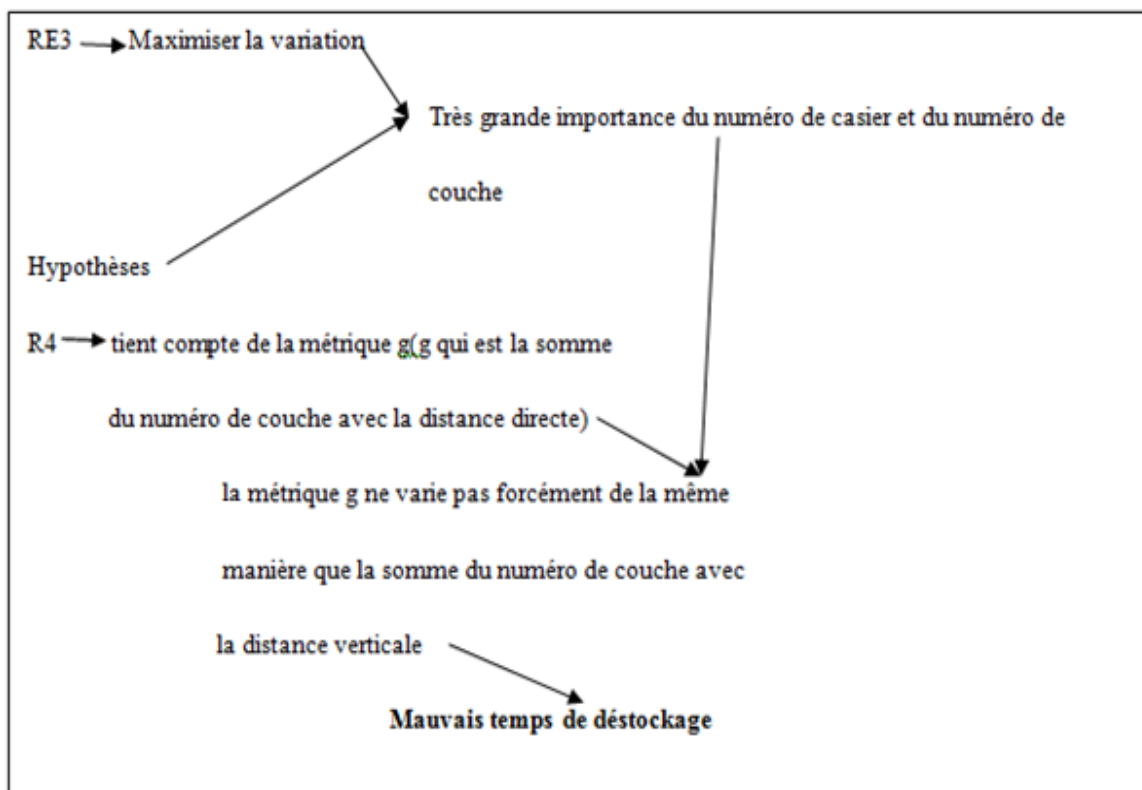 RE3 Maximiser la variation
Très grande importance du numéro de casier et du numéro de
couche
Hypothèses
R4 tient compte de la métrique g(g qui est la somme
du numéro de couche avec la distance directe)
la métrique g ne varie pas forcément de la même
manière que la somme du numéro de couche avec
la distance verticale
Mauvais temps de déstockage